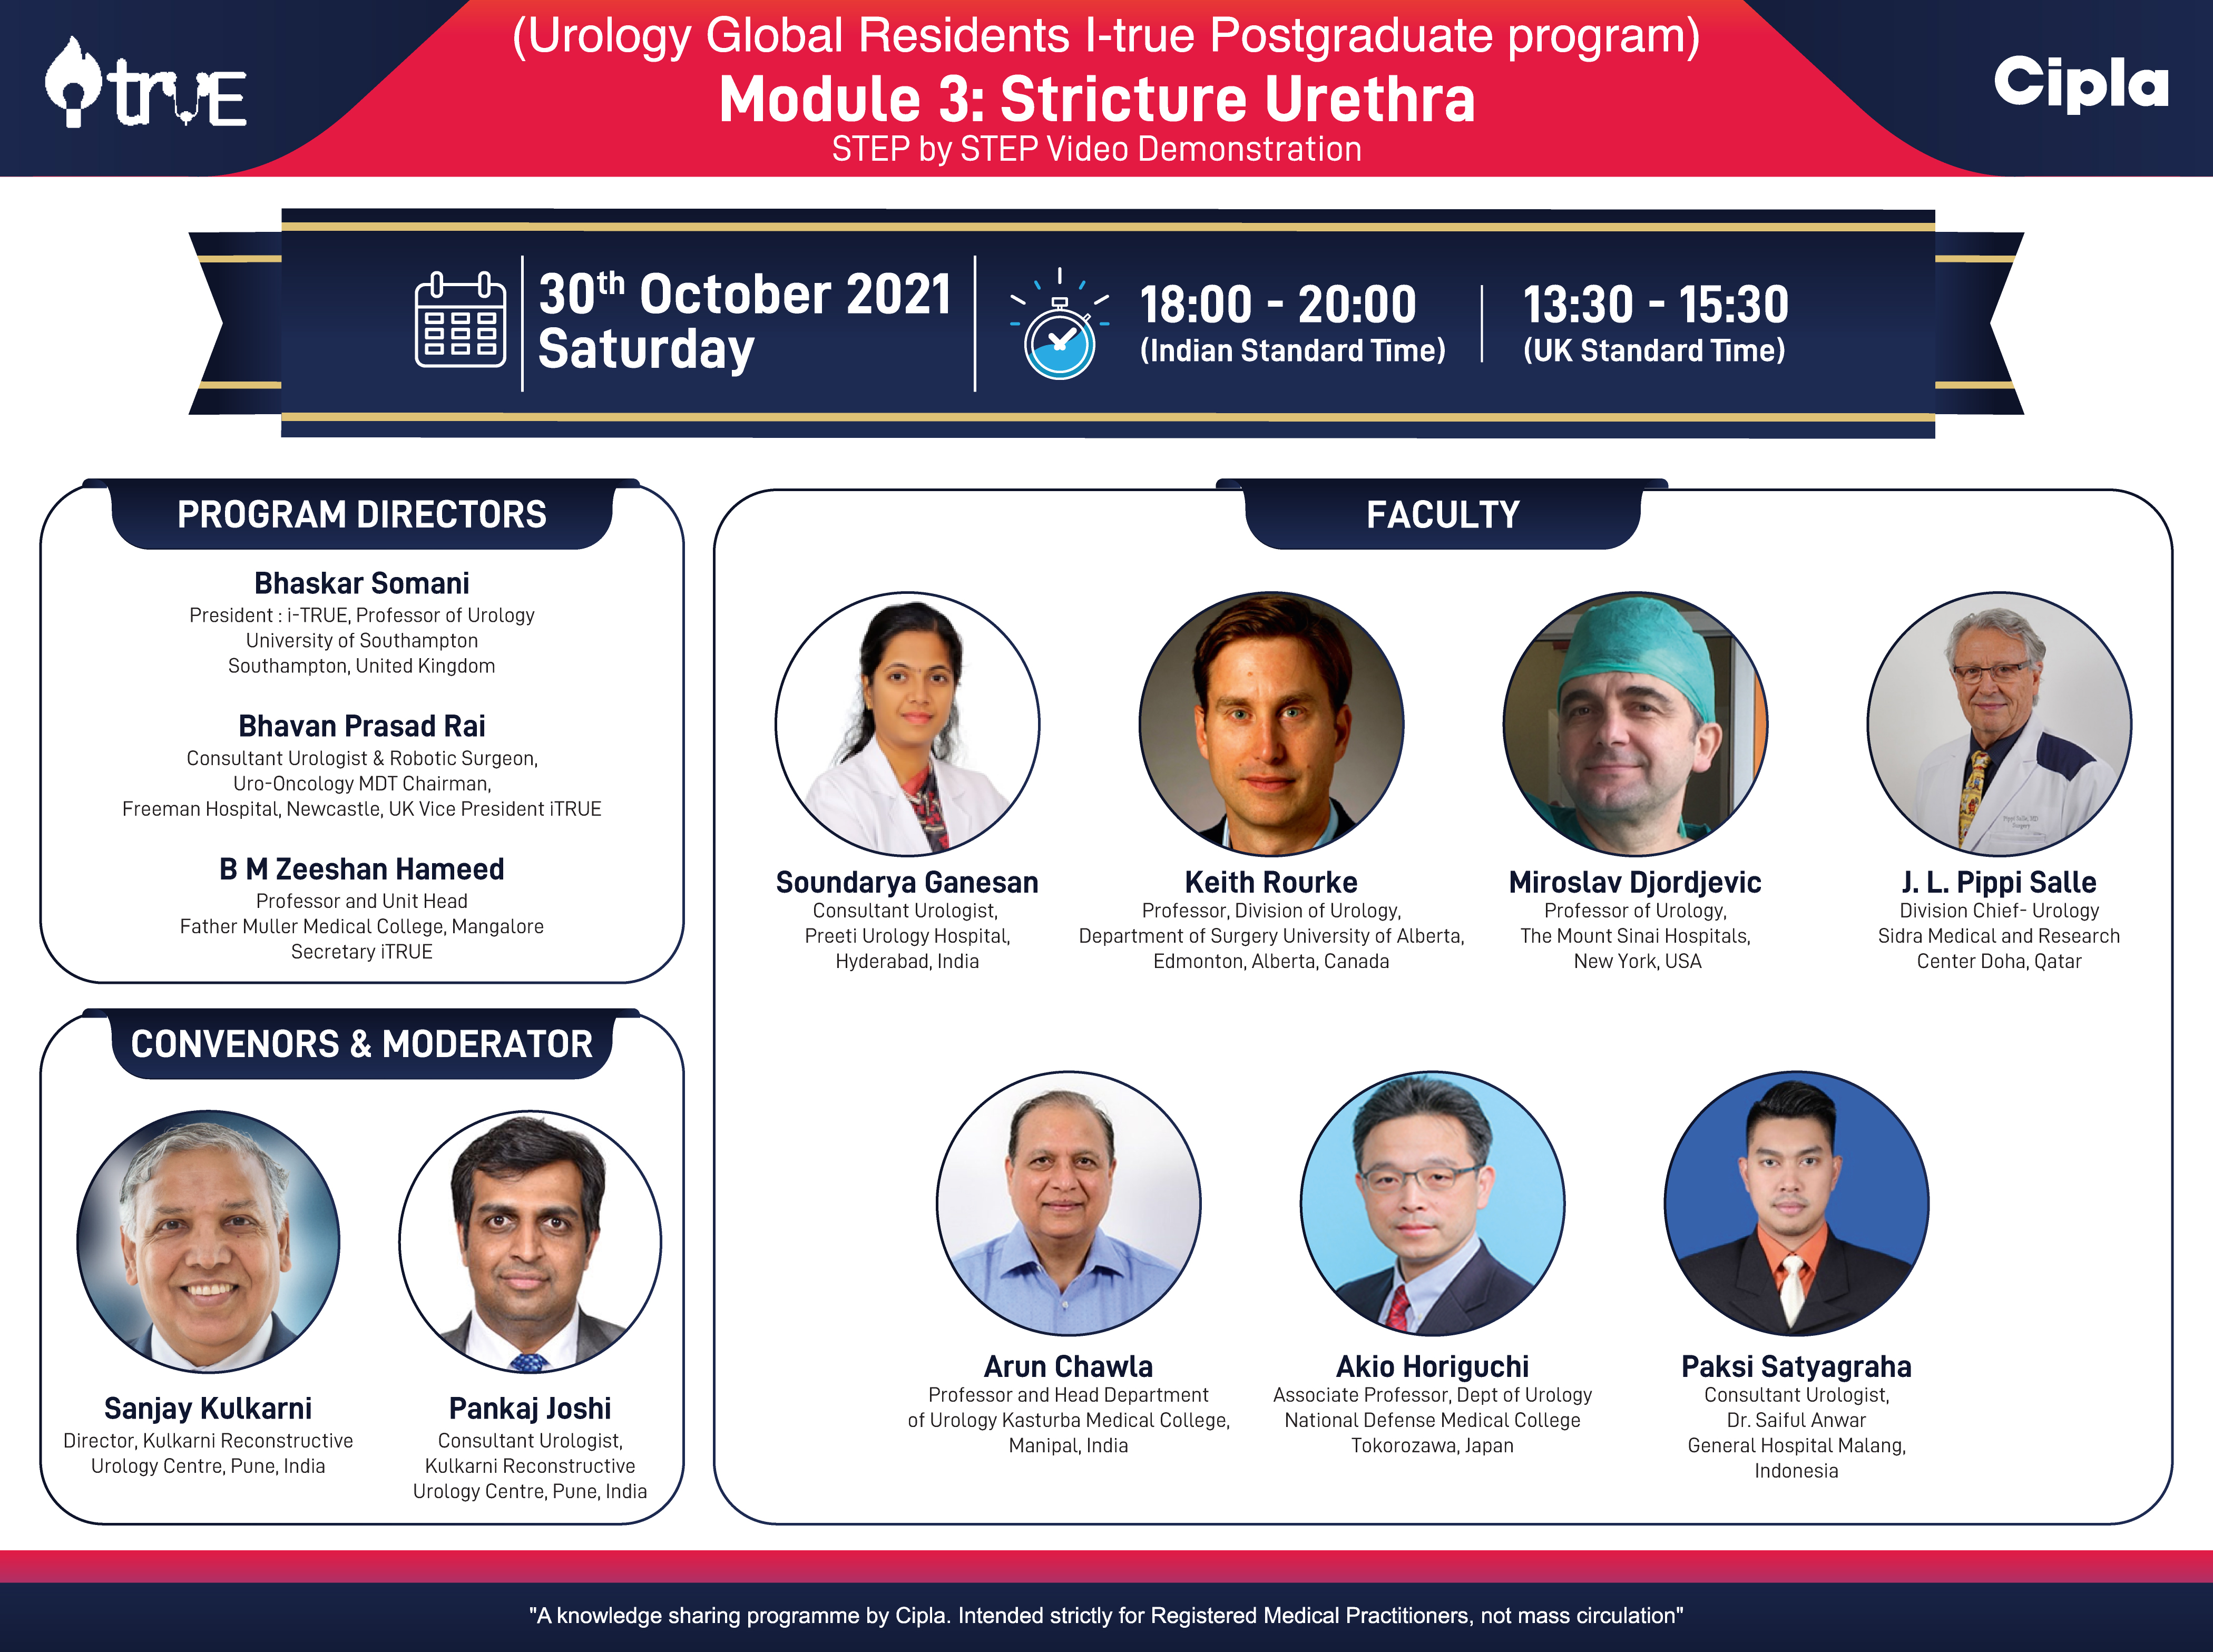 trUE
(Urology Global Residents I-true Postgraduate program)
Module 3: Stricture Urethra
STEP by STEP Video Demonstration
Cipla
30th October 2021
Saturday
18:00 - 20:00
(Indian Standard Time)
13:30 - 15:30
(UK Standard Time)
PROGRAM DIRECTORS
Bhaskar Somani
President : i-TRUE, Professor of Urology
University of Southampton
Southampton, United Kingdom
Bhavan Prasad Rai
Consultant Urologist & Robotic Surgeon,
Uro-Oncology MDT Chairman,
Freeman Hospital, Newcastle, UK Vice President iTRUE
B M Zeeshan Hameed
Professor and Unit Head
Father Muller Medical College, Mangalore
Secretary iTRUE
CONVENORS & MODERATOR
Sanjay Kulkarni
Director, Kulkarni Reconstructive
Urology Centre, Pune, India
Pankaj Joshi
Consultant Urologist,
Kulkarni Reconstructive
Urology Centre, Pune, India
FACULTY
Soundarya Ganesan
Consultant Urologist,
Preeti Urology Hospital,
Hyderabad, India
Keith Rourke
Professor, Division of Urology,
Department of Surgery University of Alberta,
Edmonton, Alberta, Canada
Miroslav Djordjevic
Professor of Urology,
The Mount Sinai Hospitals,
New York, USA
Pippi Salle, MD
Surgery
J. L. Pippi Salle
Division Chief- Urology
Sidra Medical and Research
Center Doha, Qatar
Arun Chawla
Professor and Head Department
of Urology Kasturba Medical College,
Manipal, India
Akio Horiguchi
Associate Professor, Dept of Urology
National Defense Medical College
Tokorozawa, Japan
Paksi Satyagraha
Consultant Urologist,
Dr. Saiful Anwar
General Hospital Malang,
Indonesia
"A knowledge sharing programme by Cipla. Intended strictly for Registered Medical Practitioners, not mass circulation"